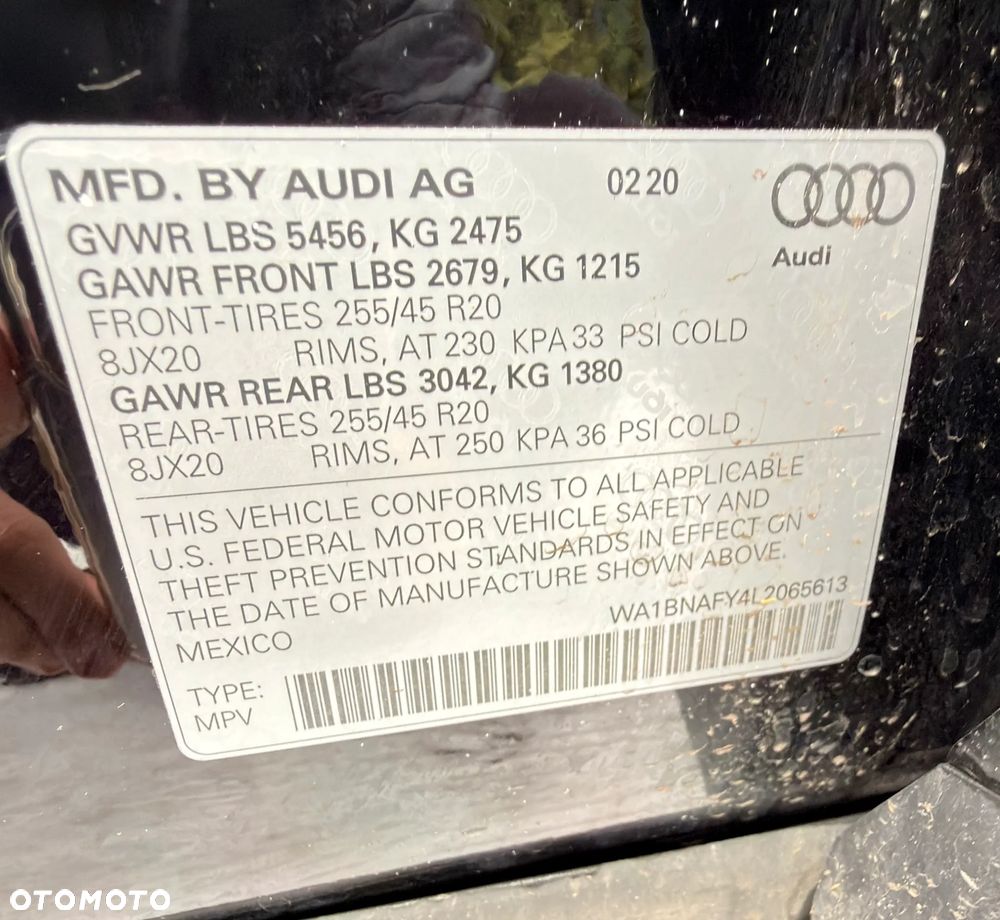 MFD. BY AUDI AG 0220
GVWR LBS 5456, KG 2475
Audi
GAWR FRONT LBS 2679, KG 1215
FRONT-TIRES 255/45 R20
8JX20 RIMS, AT 230 KPA 33 PSI COLD
GAWR REAR LBS 3042, KG 1380
REAR-TIRES 255/45 R20
8JX20 RIMS, AT 250 KPA 36 PSI COLD
THIS VEHICLE CONFORMS TO ALL APPLICABLE
U.S. FEDERAL MOTOR VEHICLE SAFETY AND
THEFT PREVENTION STANDARDS IN EFFECT ON
THE DATE OF MANUFACTURE SHOWN ABOVE.
MEXICO WA1BNAFY4L2065613
TYPE:
MPV
OTOMOTO